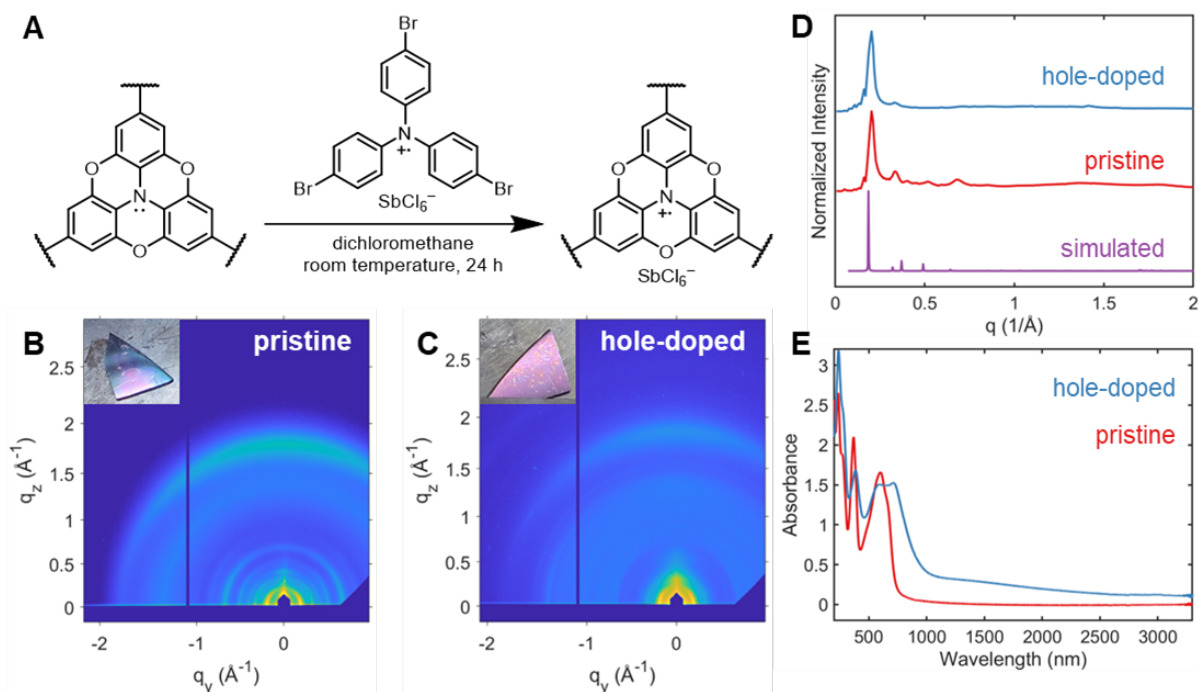 A
Br
N
+·
Br
Br
SbCl₆⁻
dichloromethane
room temperature, 24 h
O
O
N
··
O
O
O
N
+·
O
SbCl₆⁻
B
pristine
2.5
2
1.5
1
0.5
0
-2
-1
0
q_z (Å⁻¹)
q_y (Å⁻¹)
C
hole-doped
2.5
2
1.5
1
0.5
0
-2
-1
0
q_z (Å⁻¹)
q_y (Å⁻¹)
D
hole-doped
pristine
simulated
Normalized Intensity
0
0.5
1
1.5
2
q (1/Å)
E
hole-doped
pristine
3
2.5
2
1.5
1
0.5
0
Absorbance
500
1000
1500
2000
2500
3000
Wavelength (nm)